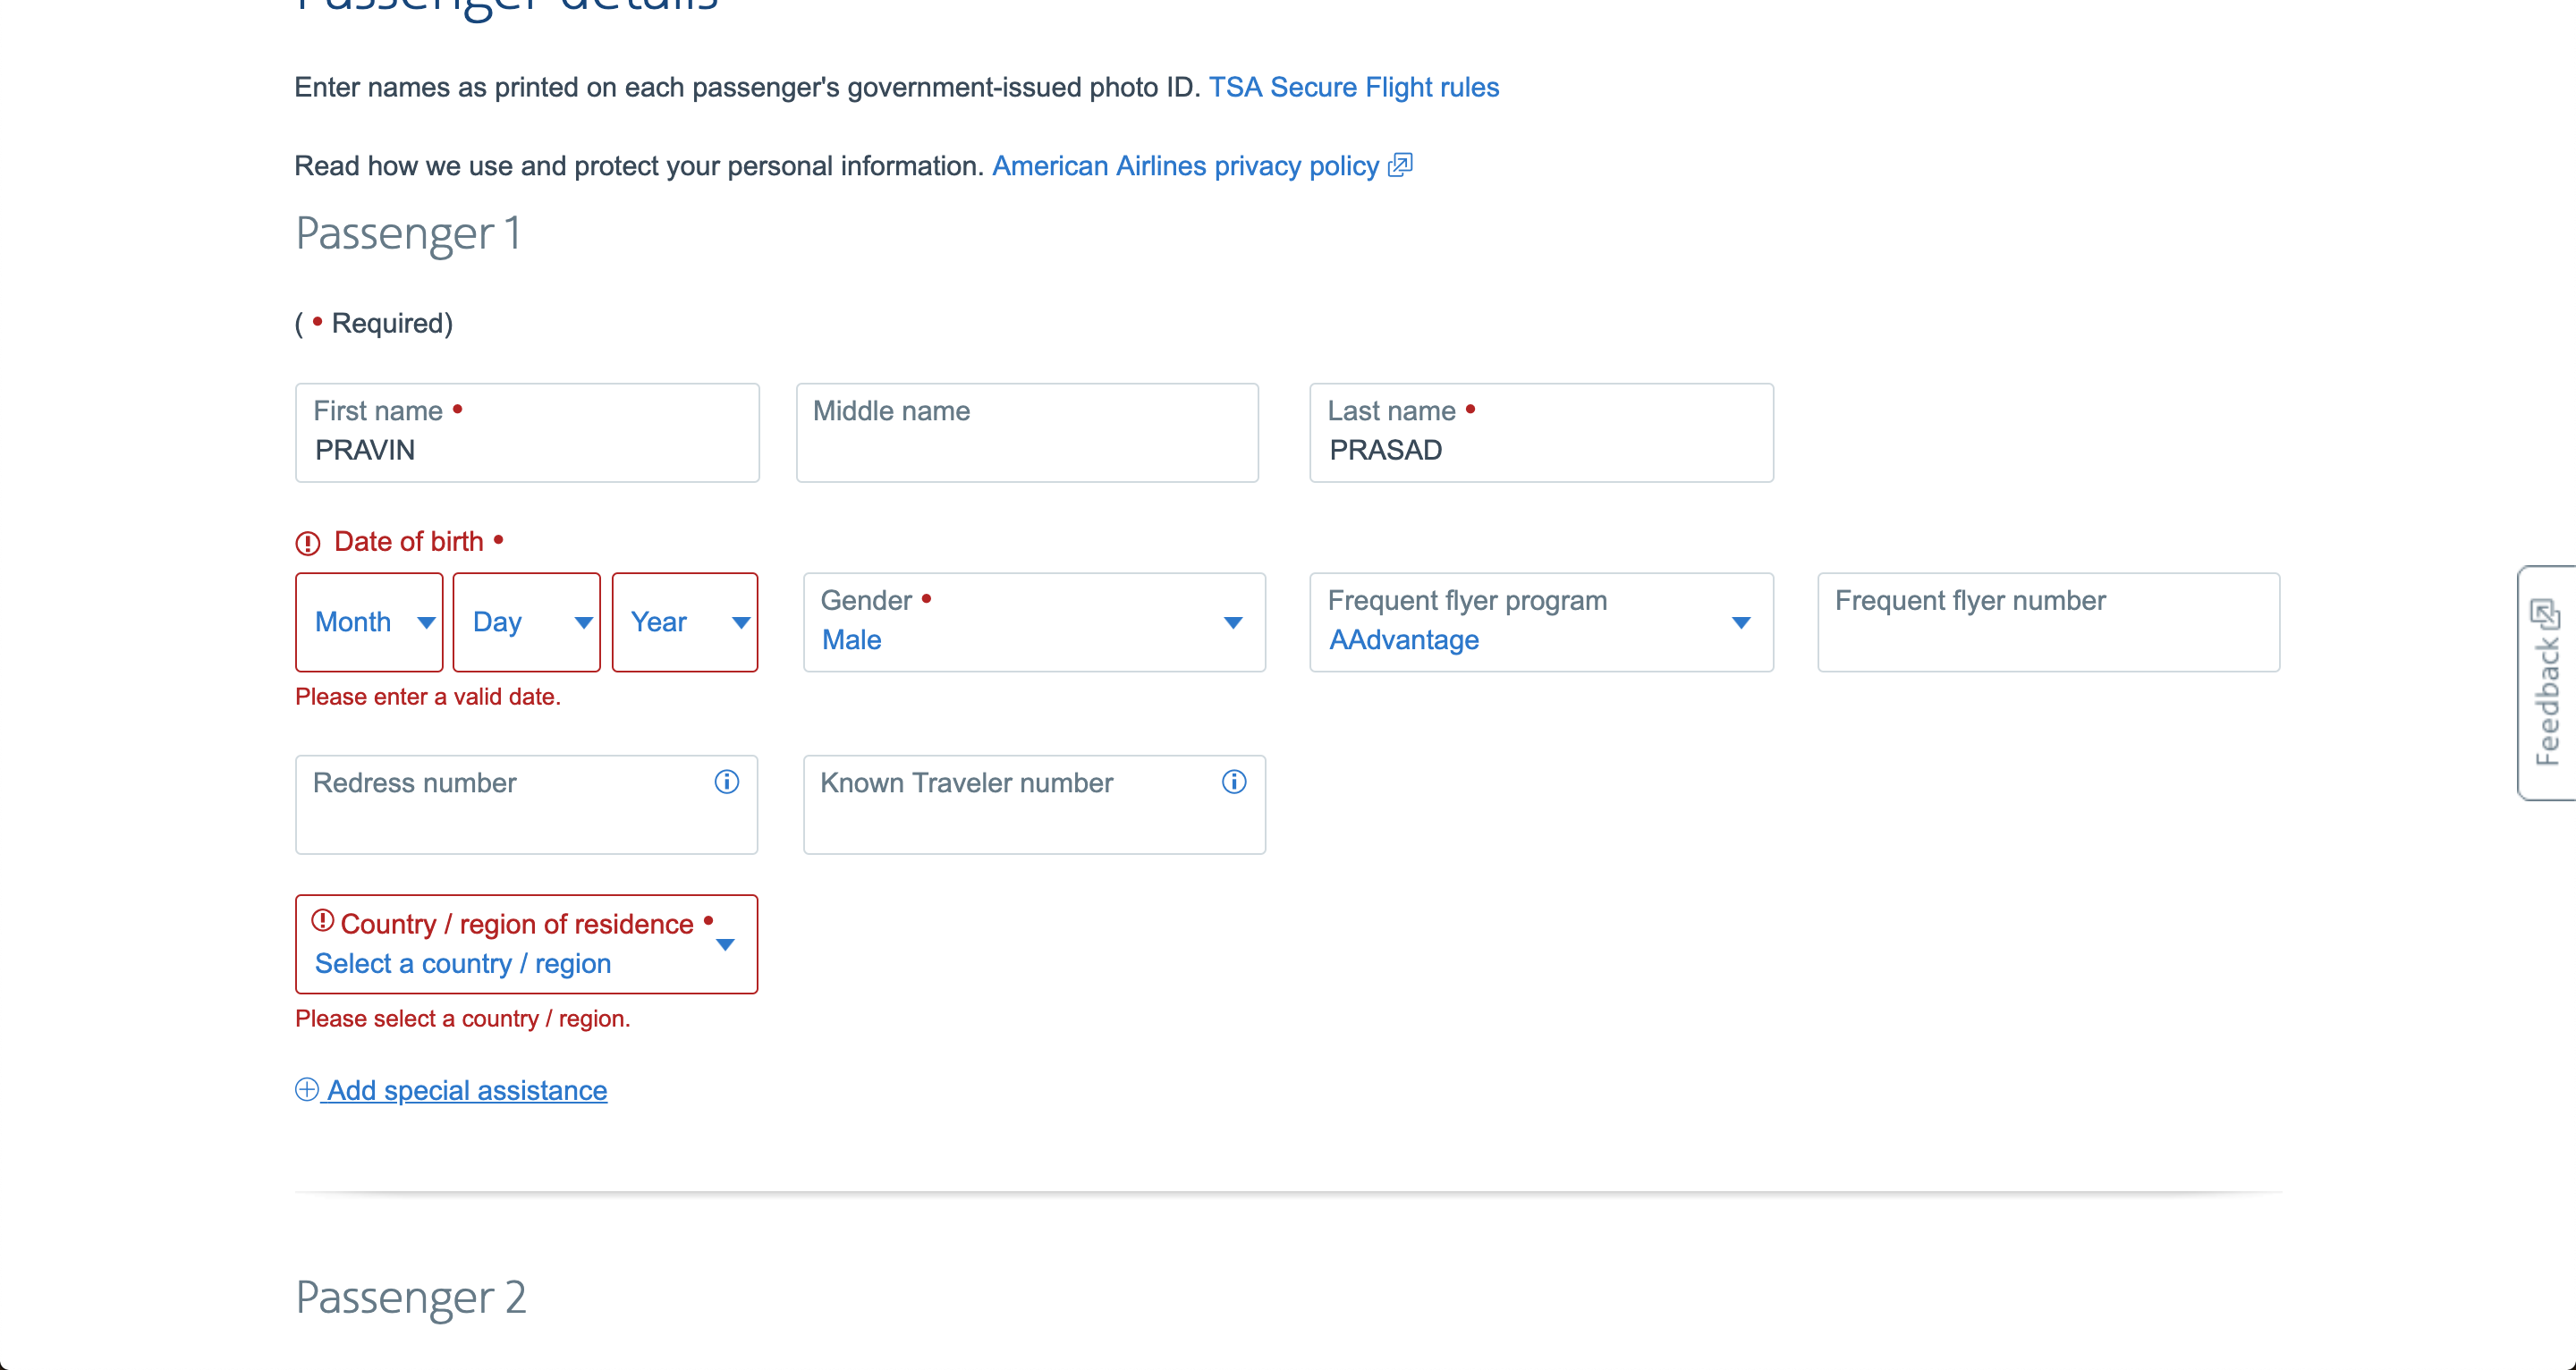 Passenger details
Enter names as printed on each passenger's government-issued photo ID. TSA Secure Flight rules
Read how we use and protect your personal information. American Airlines privacy policy
Passenger 1
( • Required)
First name •
PRAVIN
Middle name
Last name •
PRASAD
Date of birth •
Month
Day
Year
Please enter a valid date.
Gender •
Male
Frequent flyer program
AAdvantage
Frequent flyer number
Feedback
Redress number
Known Traveler number
Country / region of residence •
Select a country / region
Please select a country / region.
Add special assistance
Passenger 2